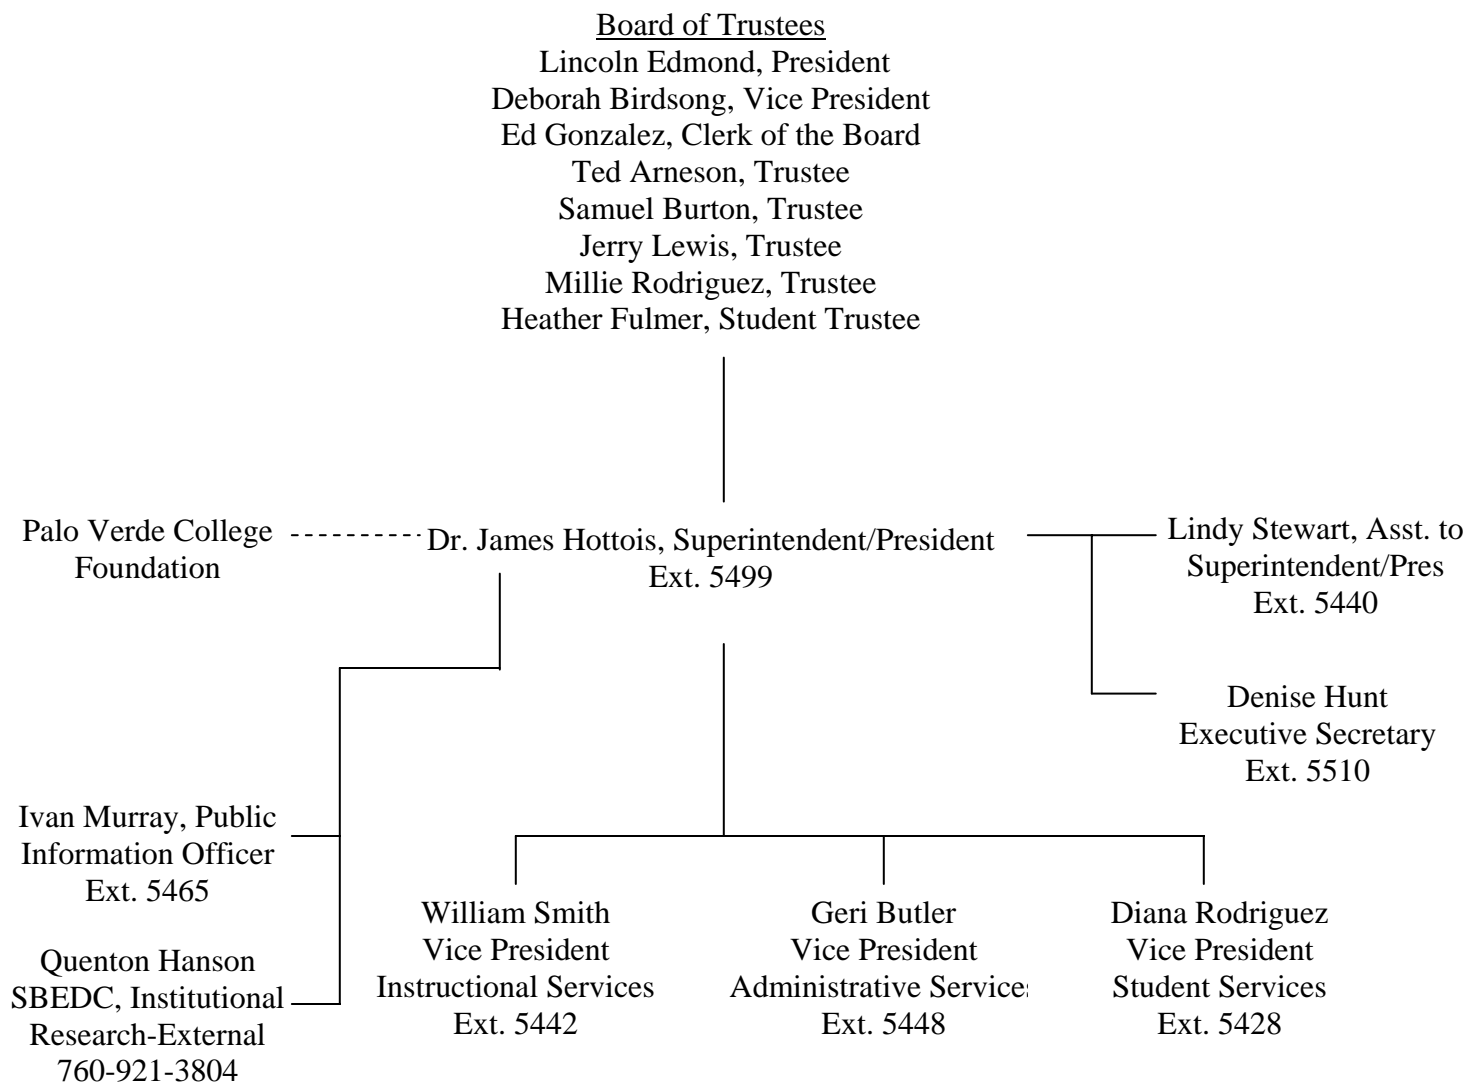 Board of Trustees
Lincoln Edmond, President
Deborah Birdsong, Vice President
Ed Gonzalez, Clerk of the Board
Ted Arneson, Trustee
Samuel Burton, Trustee
Jerry Lewis, Trustee
Millie Rodriguez, Trustee
Heather Fulmer, Student Trustee
Palo Verde College
Foundation
Dr. James Hottois, Superintendent/President
Ext. 5499
Lindy Stewart, Asst. to
Superintendent/Pres
Ext. 5440
Denise Hunt
Executive Secretary
Ext. 5510
Ivan Murray, Public
Information Officer
Ext. 5465
Quenton Hanson
SBEDC, Institutional
Research-External
760-921-3804
William Smith
Vice President
Instructional Services
Ext. 5442
Geri Butler
Vice President
Administrative Services
Ext. 5448
Diana Rodriguez
Vice President
Student Services
Ext. 5428